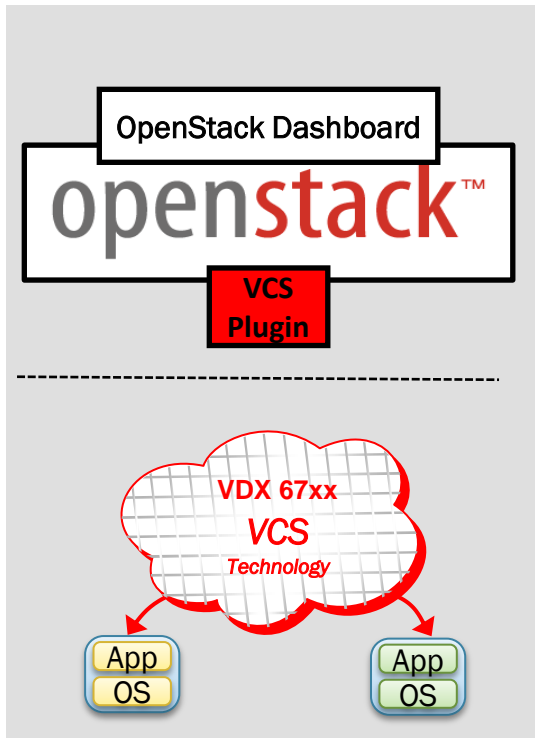 OpenStack Dashboard
openstack™
VCS
Plugin
VDX 67xx
VCS
Technology
App
OS
App
OS